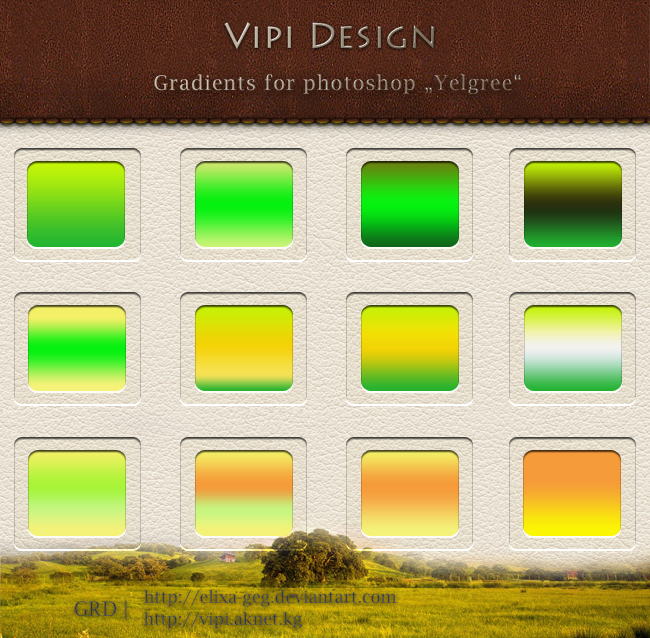 Vipi Design
Gradients for photoshop „Yelgree“
GRD |
http://elixa-geg.deviantart.com
http://vipi.aknet.kg